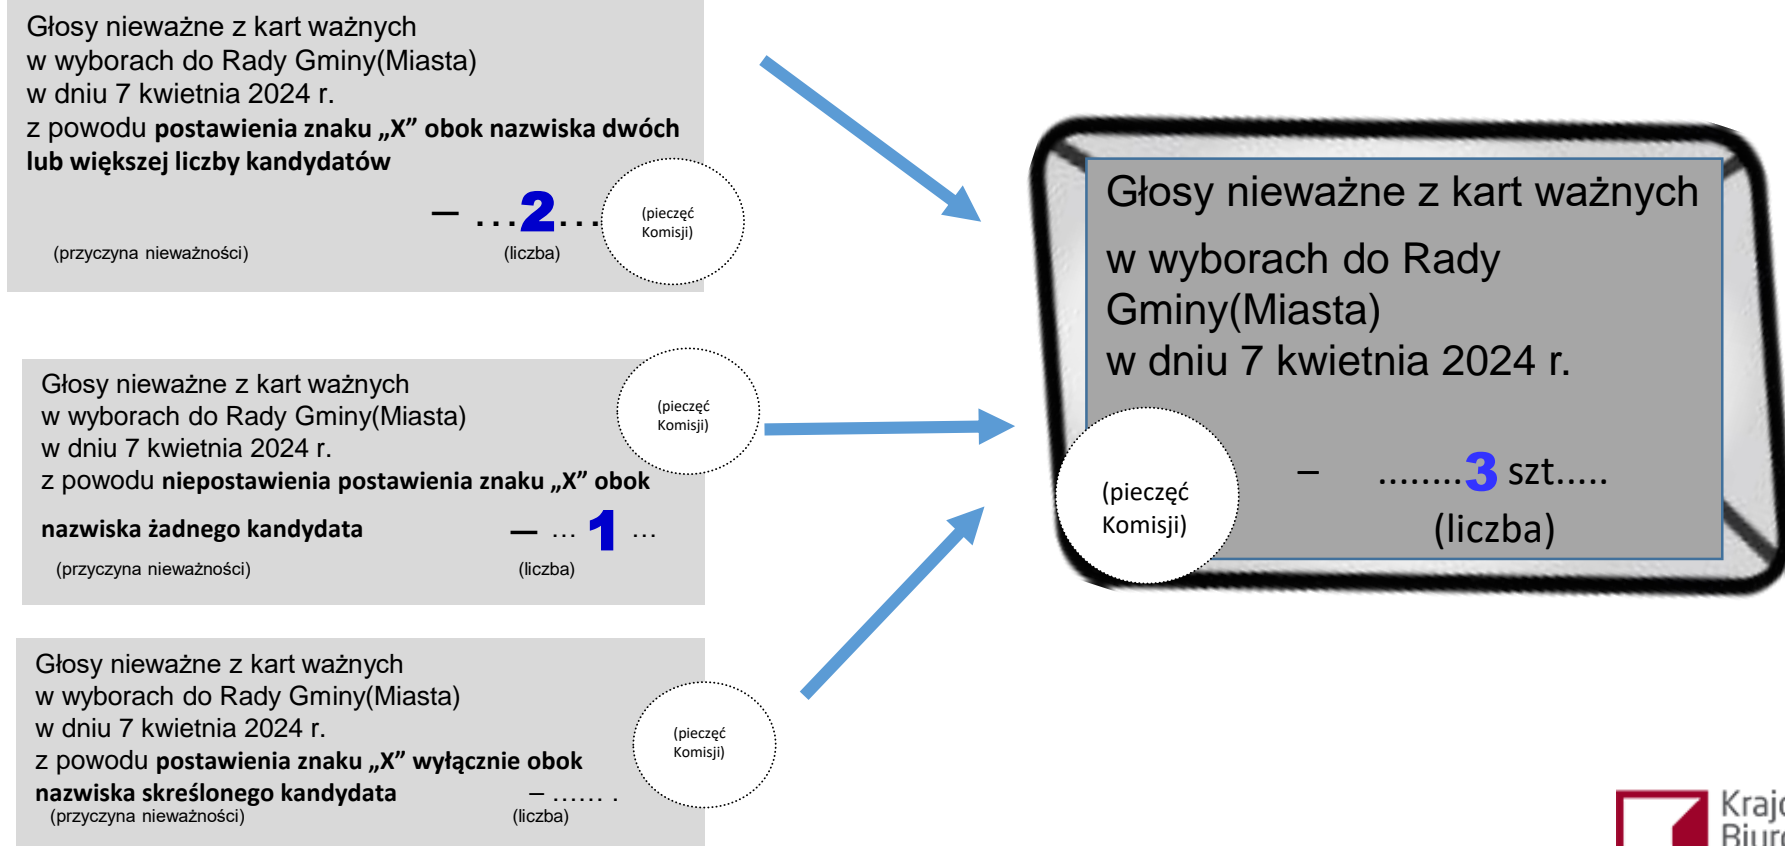 Głosy nieważne z kart ważnych
w wyborach do Rady Gminy(Miasta)
w dniu 7 kwietnia 2024 r.
z powodu postawienia znaku „X” obok nazwiska dwóch
lub większej liczby kandydatów
– ...2...
(pieczęć
Komisji)
(przyczyna nieważności) (liczba)
Głosy nieważne z kart ważnych
w wyborach do Rady Gminy(Miasta)
w dniu 7 kwietnia 2024 r.
z powodu niepostawienia postawienia znaku „X” obok
nazwiska żadnego kandydata – ... 1 ...
(przyczyna nieważności) (liczba)
(pieczęć
Komisji)
Głosy nieważne z kart ważnych
w wyborach do Rady Gminy(Miasta)
w dniu 7 kwietnia 2024 r.
z powodu postawienia znaku „X” wyłącznie obok
nazwiska skreślonego kandydata – ...... .
(przyczyna nieważności) (liczba)
(pieczęć
Komisji)
Głosy nieważne z kart ważnych
w wyborach do Rady
Gminy(Miasta)
w dniu 7 kwietnia 2024 r.
– ........3 szt.....
(liczba)
(pieczęć
Komisji)